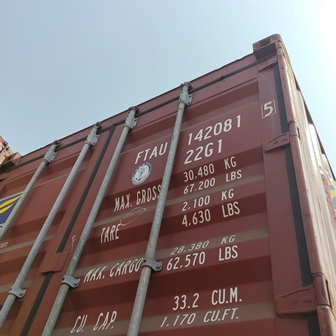 FTAU 142081 5
22G1
MAX. GROSS 30.480 KG
67.200 LBS
TARE 2,100 KG
4,630 LBS
MAX. CARGO 28.380 KG
62,570 LBS
CU. CAP. 33.2 CU.M.
1.170 CU.FT.